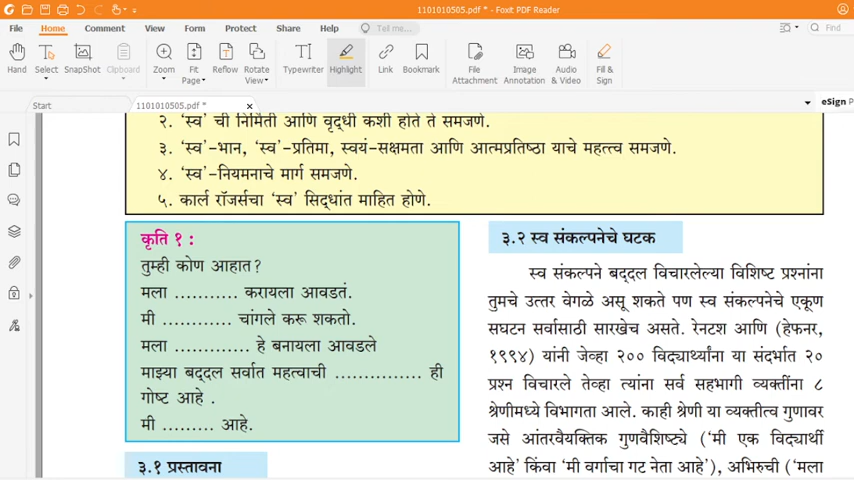 1101010505.pdf * - Foxit PDF Reader
File Home Comment View Form Protect Share Help Tell me... Find
Hand Select SnapShot Clipboard Zoom Fit Page Reflow Rotate View Typewriter Highlight Link Bookmark File Attachment Image Annotation Audio & Video Fill & Sign
Start 1101010505.pdf * eSign
२. ‘स्व’ ची निर्मिती आणि वृद्धी कशी होते ते समजणे.
३. ‘स्व’-भान, ‘स्व’-प्रतिमा, स्वयं-सक्षमता आणि आत्मप्रतिष्ठा याचे महत्त्व समजणे.
४. ‘स्व’-नियमनाचे मार्ग समजणे.
५. कार्ल रॉजर्सचा ‘स्व’ सिद्धांत माहित होणे.
कृति १ :
तुम्ही कोण आहात?
मला ........... करायला आवडतं.
मी ............ चांगले करू शकतो.
मला ............. हे बनायला आवडले
माझ्या बद्दल सर्वात महत्वाची ............... ही
गोष्ट आहे .
मी ......... आहे.
३.१ प्रस्तावना
३.२ स्व संकल्पनेचे घटक
स्व संकल्पने बद्दल विचारलेल्या विशिष्ट प्रश्नांना
तुमचे उत्तर वेगळे असू शकते पण स्व संकल्पनेचे एकूण
संघटन सर्वासाठी सारखेच असते. रेनटश आणि (हेफनर,
१९९४) यांनी जेव्हा २०० विद्यार्थ्यांना या संदर्भात २०
प्रश्न विचारले तेव्हा त्यांना सर्व सहभागी व्यक्तींना ८
श्रेणीमध्ये विभागता आले. काही श्रेणी या व्यक्तीत्व गुणावर
जसे आंतरवैयक्तिक गुणवैशिष्ट्ये (‘मी एक विद्यार्थी
आहे’ किंवा ‘मी वर्गाचा गट नेता आहे’), अभिरुची (‘मला